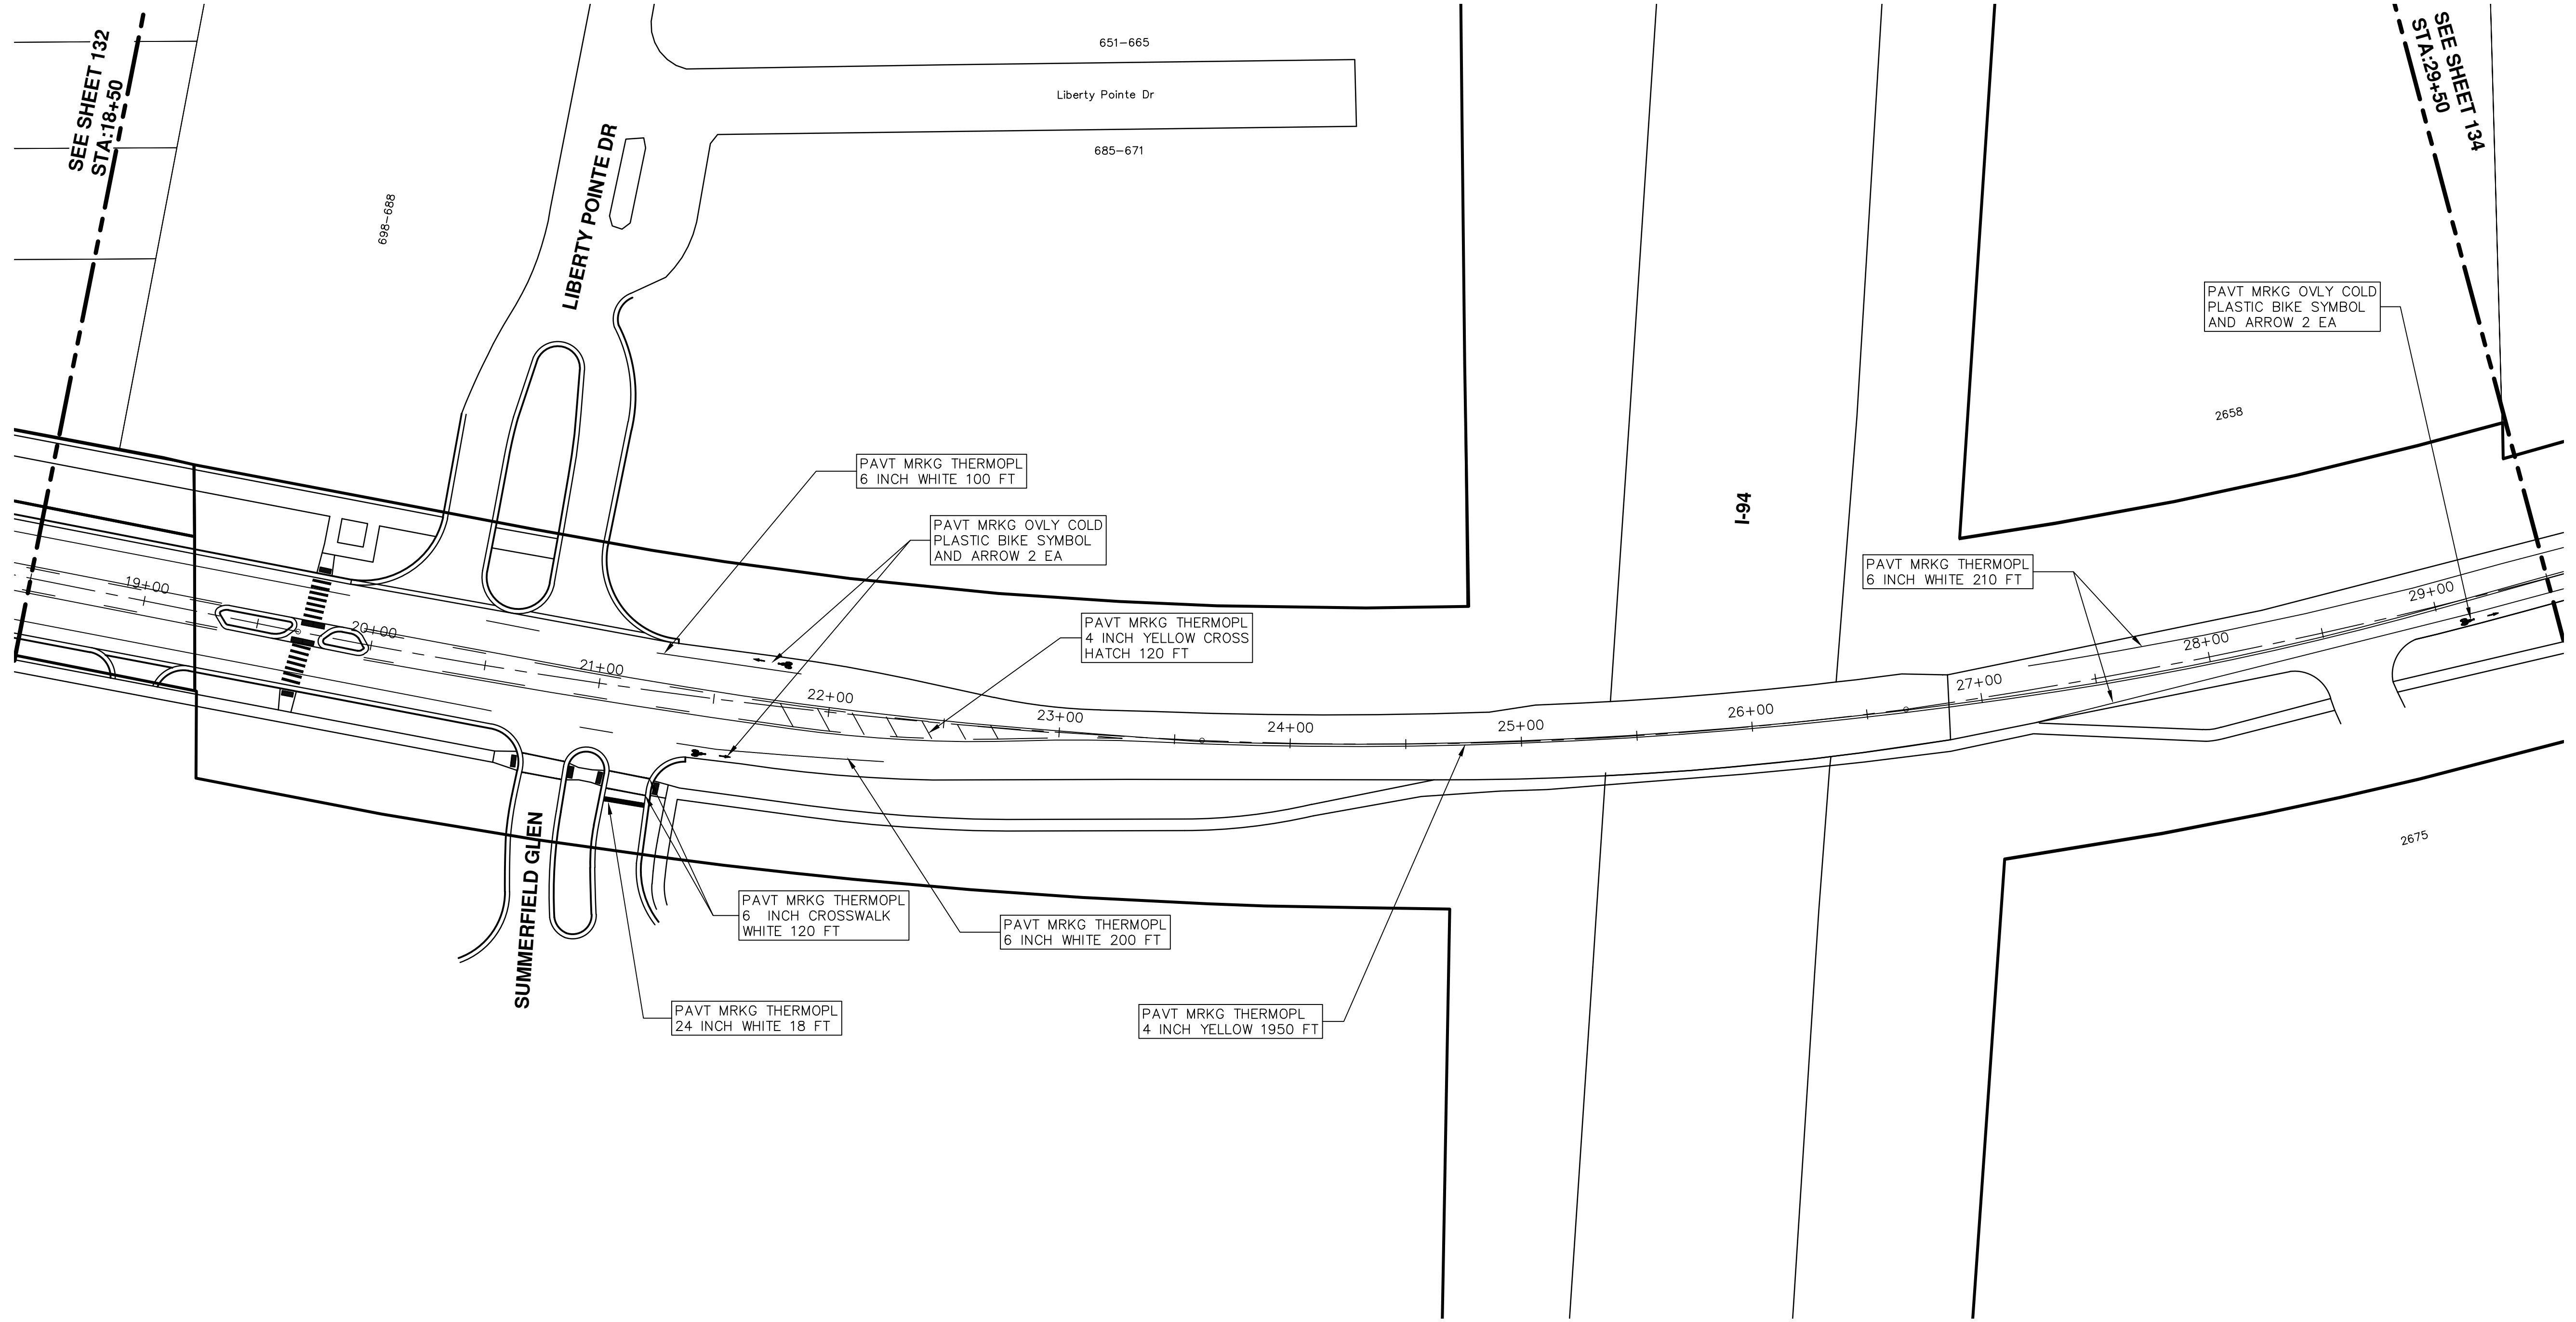 SEE SHEET 132
STA:18+50
651-665
Liberty Pointe Dr
685-671
SEE SHEET 134
STA:29+50
698-688
LIBERTY POINTE DR
PAVT MRKG OVLY COLD
PLASTIC BIKE SYMBOL
AND ARROW 2 EA
2658
PAVT MRKG THERMOPL
6 INCH WHITE 100 FT
I-94
PAVT MRKG OVLY COLD
PLASTIC BIKE SYMBOL
AND ARROW 2 EA
PAVT MRKG THERMOPL
6 INCH WHITE 210 FT
PAVT MRKG THERMOPL
4 INCH YELLOW CROSS
HATCH 120 FT
19+00
20+00
21+00
22+00
23+00
24+00
25+00
26+00
27+00
28+00
29+00
2675
SUMMERFIELD GLEN
PAVT MRKG THERMOPL
6 INCH CROSSWALK
WHITE 120 FT
PAVT MRKG THERMOPL
6 INCH WHITE 200 FT
PAVT MRKG THERMOPL
24 INCH WHITE 18 FT
PAVT MRKG THERMOPL
4 INCH YELLOW 1950 FT